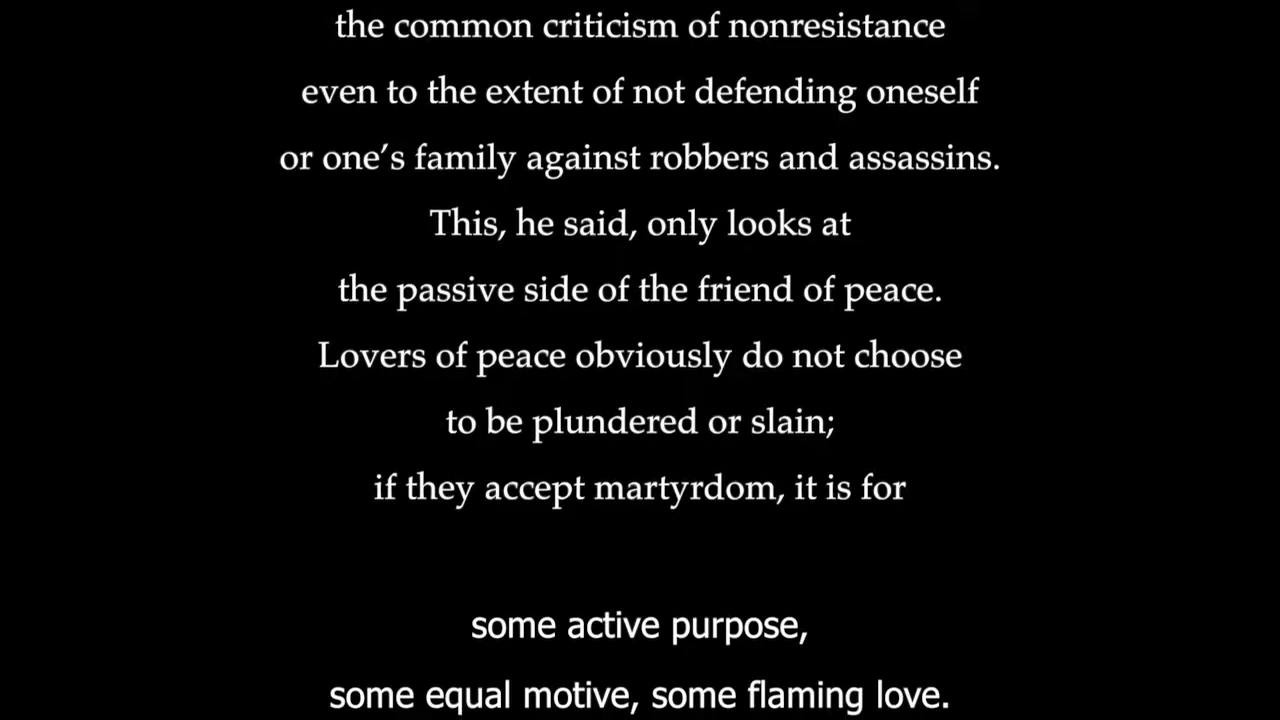 the common criticism of nonresistance
even to the extent of not defending oneself
or one’s family against robbers and assassins.
This, he said, only looks at
the passive side of the friend of peace.
Lovers of peace obviously do not choose
to be plundered or slain;
if they accept martyrdom, it is for
some active purpose,
some equal motive, some flaming love.